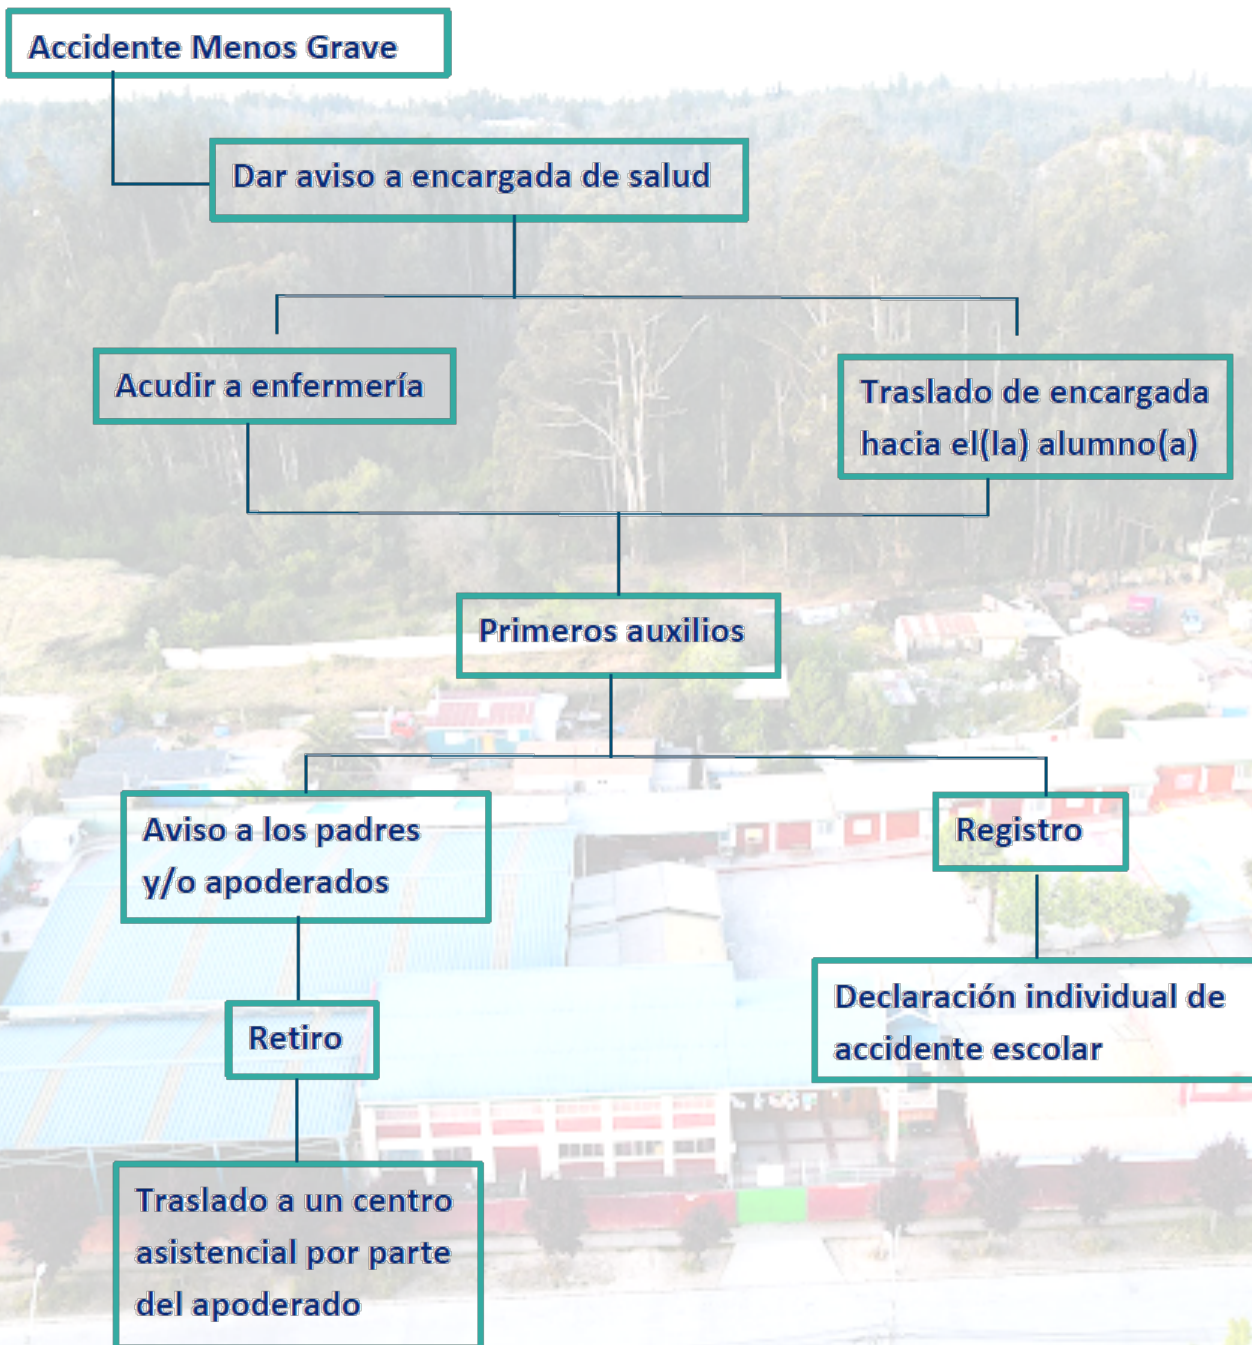 Accidente Menos Grave
Dar aviso a encargada de salud
Acudir a enfermería
Traslado de encargada
hacia el(la) alumno(a)
Primeros auxilios
Aviso a los padres
y/o apoderados
Registro
Retiro
Declaración individual de
accidente escolar
Traslado a un centro
asistencial por parte
del apoderado